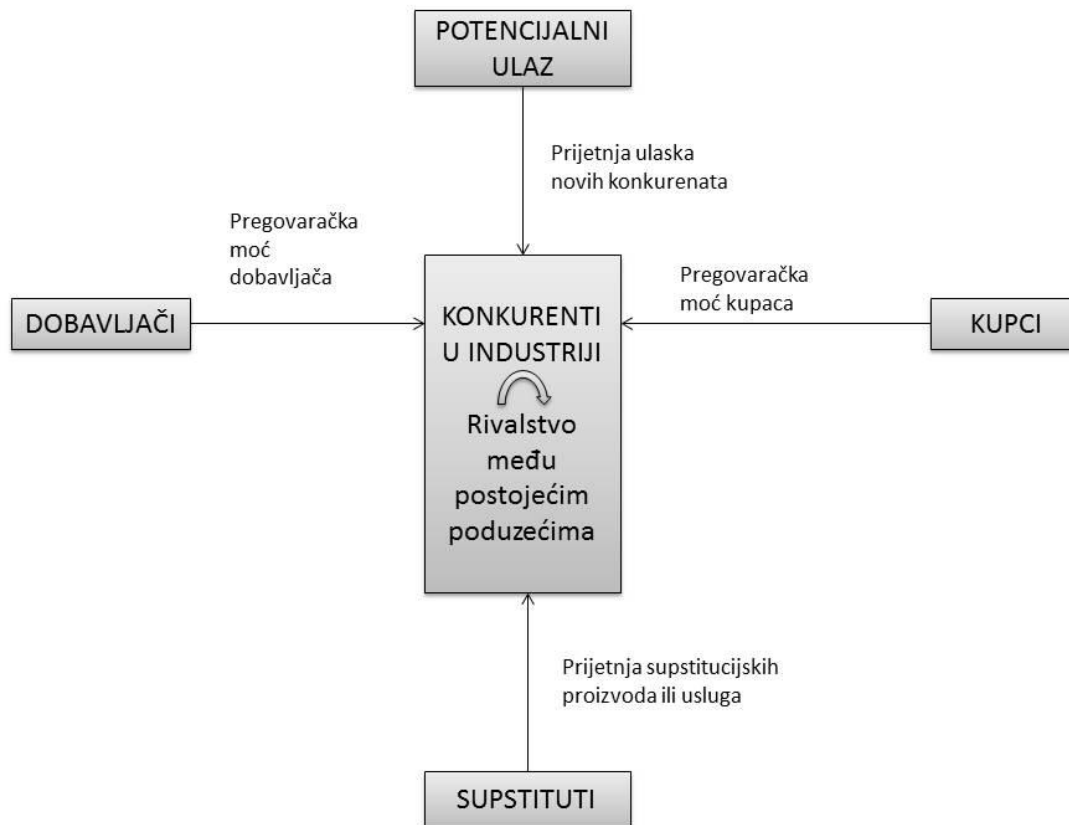 POTENCIJALNI
ULAZ
Prijetnja ulaska
novih konkurenata
Pregovaračka
moć
dobavljača
Pregovaračka
moć kupaca
DOBAVLJAČI
KONKURENTI
U INDUSTRIJI
Rivalstvo
među
postojećim
poduzećima
KUPCI
Prijetnja supstitucijskih
proizvoda ili usluga
SUPSTITUTI